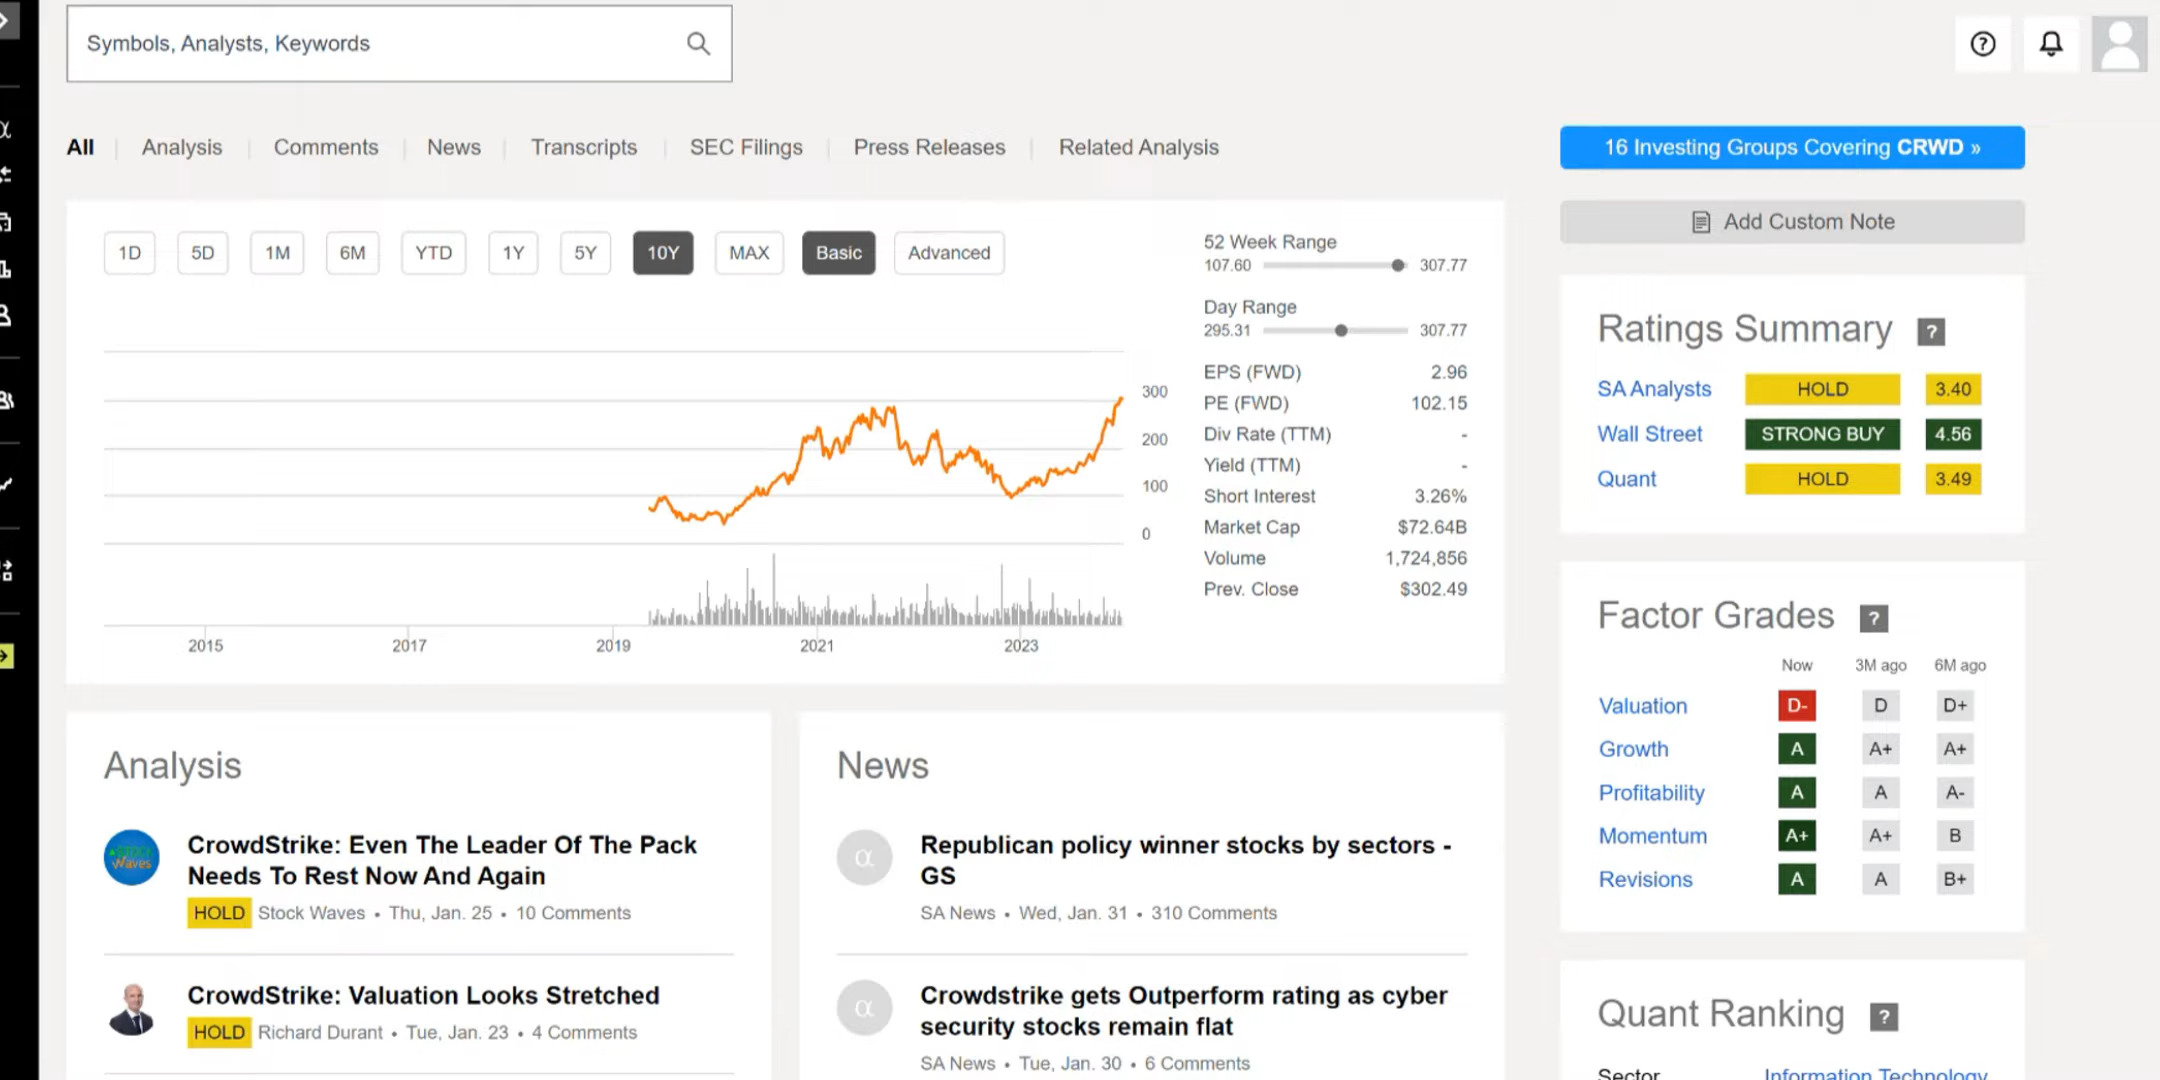 Symbols, Analysts, Keywords
All Analysis Comments News Transcripts SEC Filings Press Releases Related Analysis
16 Investing Groups Covering CRWD »
Add Custom Note
1D 5D 1M 6M YTD 1Y 5Y 10Y MAX Basic Advanced
300
200
100
0
2015 2017 2019 2021 2023
52 Week Range
107.60 307.77
Day Range
295.31 307.77
EPS (FWD) 2.96
PE (FWD) 102.15
Div Rate (TTM) -
Yield (TTM) -
Short Interest 3.26%
Market Cap $72.64B
Volume 1,724,856
Prev. Close $302.49
Ratings Summary ?
SA Analysts HOLD 3.40
Wall Street STRONG BUY 4.56
Quant HOLD 3.49
Factor Grades ?
Now 3M ago 6M ago
Valuation D- D D+
Growth A A+ A+
Profitability A A A-
Momentum A+ A+ B
Revisions A A B+
Quant Ranking ?
Sector Information Technology
Analysis
CrowdStrike: Even The Leader Of The Pack
Needs To Rest Now And Again
HOLD Stock Waves • Thu, Jan. 25 • 10 Comments
CrowdStrike: Valuation Looks Stretched
HOLD Richard Durant • Tue, Jan. 23 • 4 Comments
News
Republican policy winner stocks by sectors -
GS
SA News • Wed, Jan. 31 • 310 Comments
Crowdstrike gets Outperform rating as cyber
security stocks remain flat
SA News • Tue, Jan. 30 • 6 Comments